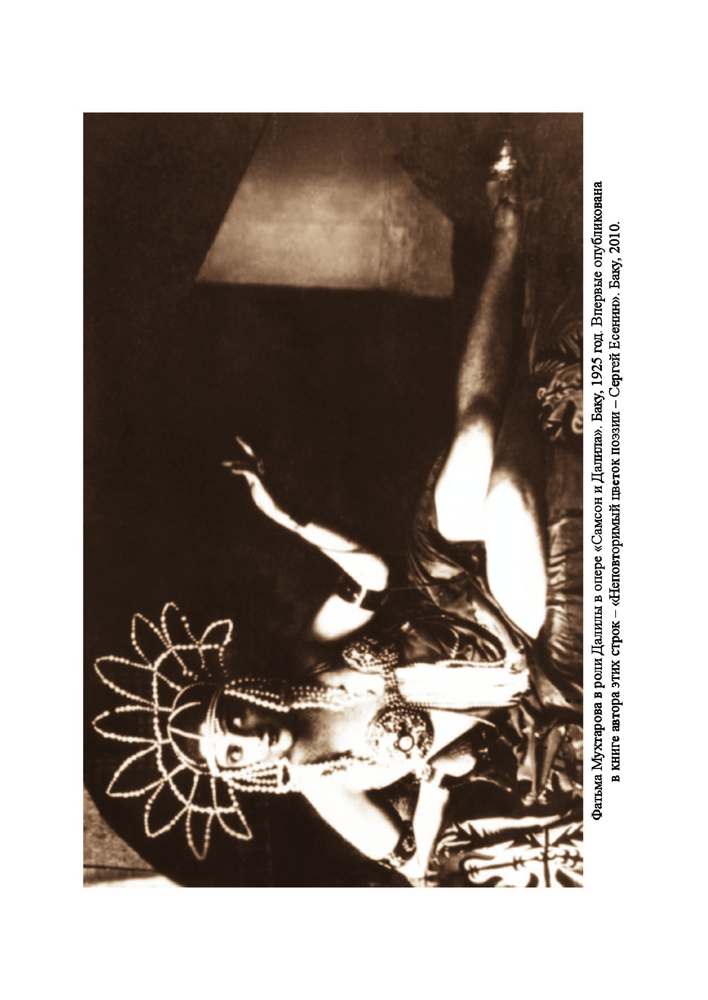 Фатьма Мухтарова в роли Далилы в опере «Самсон и Далила». Баку, 1925 год. Впервые опубликована
в книге автора этих строк – «Неповторимый цветок поэзии – Сергей Есенин». Баку, 2010.